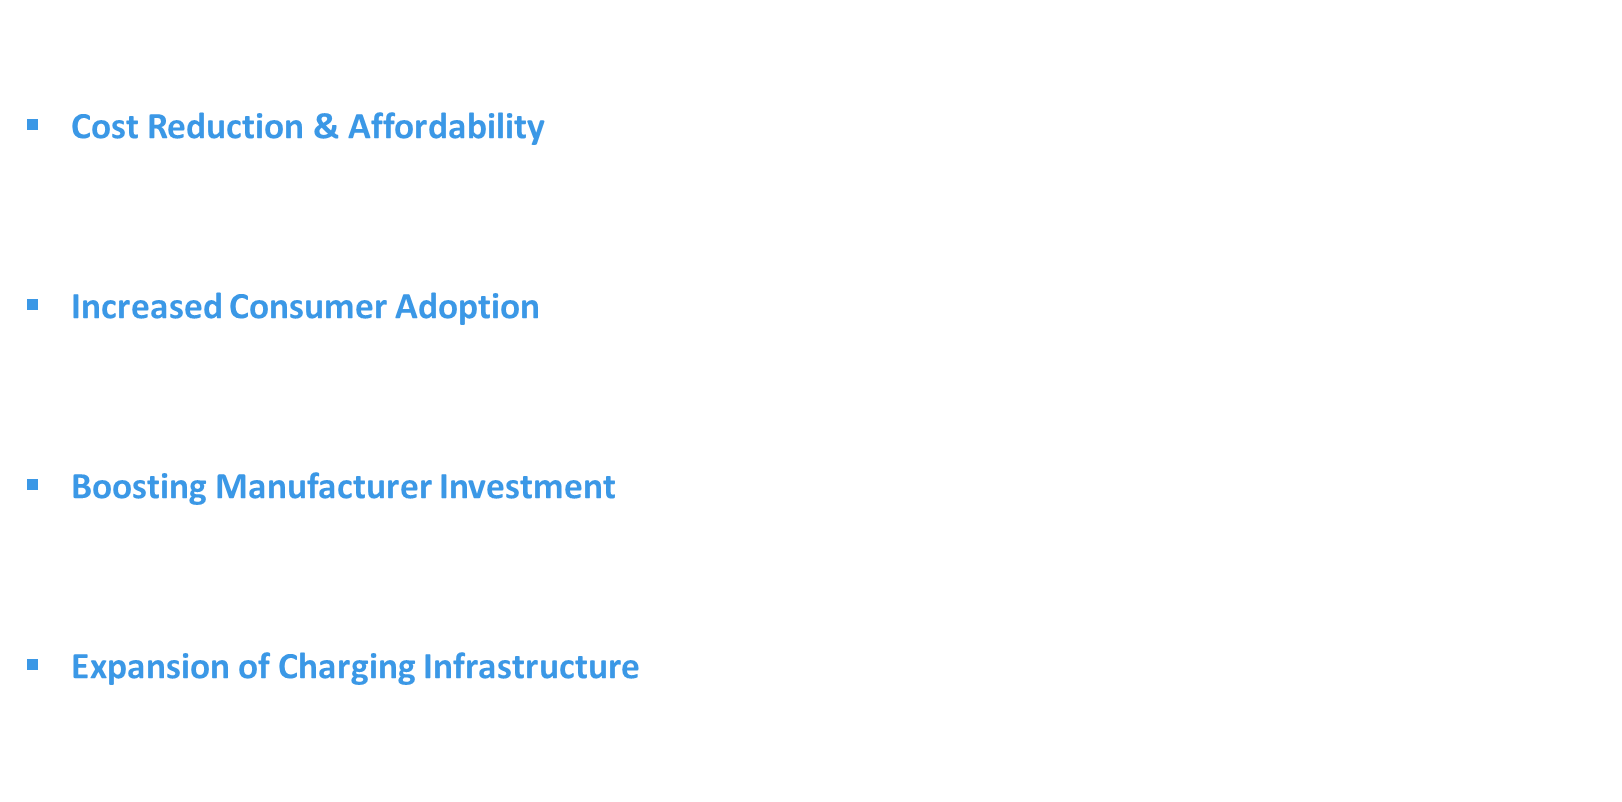 ▪ Cost Reduction & Affordability
▪ Increased Consumer Adoption
▪ Boosting Manufacturer Investment
▪ Expansion of Charging Infrastructure